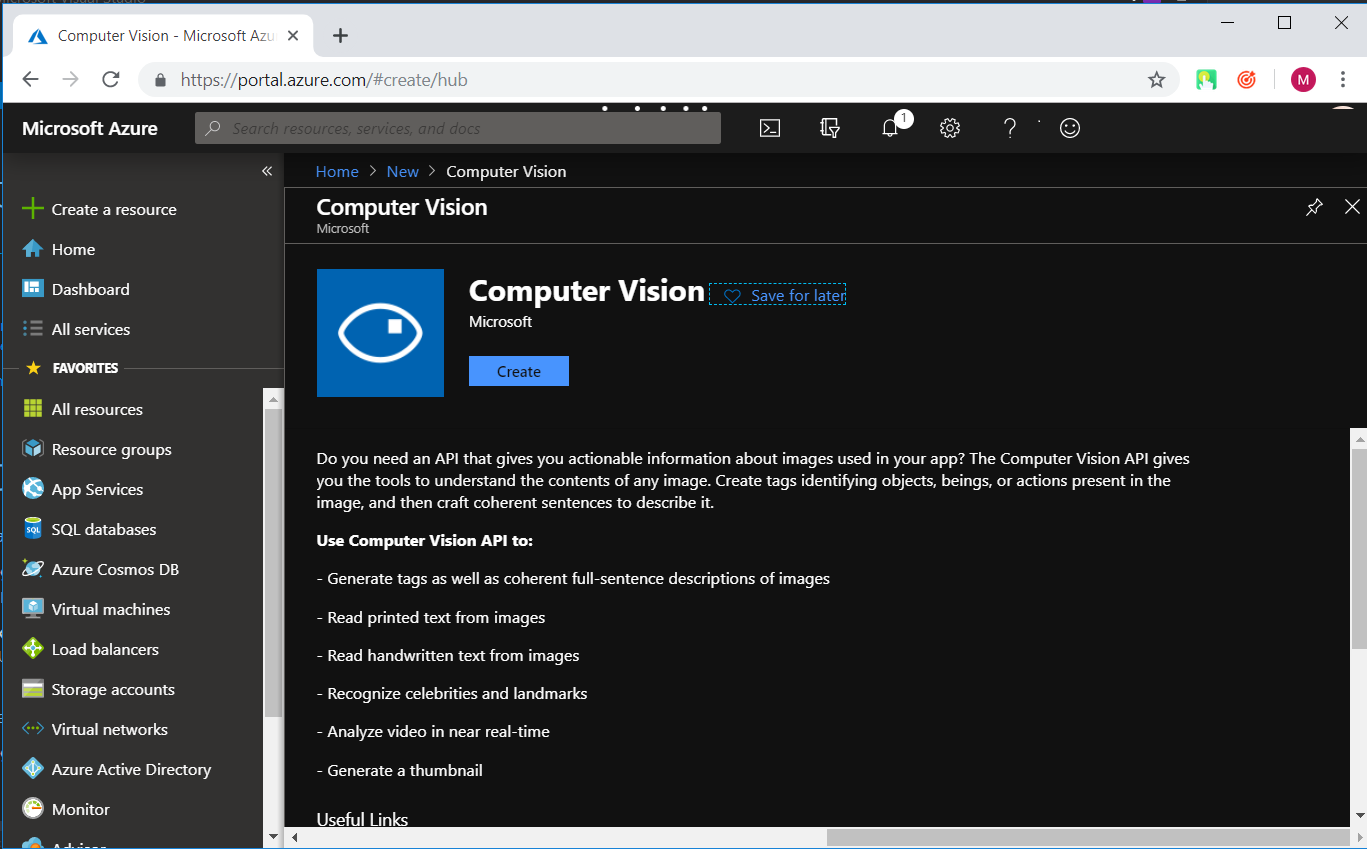 Computer Vision - Microsoft Azu
https://portal.azure.com/#create/hub
M
Microsoft Azure
Search resources, services, and docs
1
Create a resource
Home
Dashboard
All services
FAVORITES
All resources
Resource groups
App Services
SQL databases
Azure Cosmos DB
Virtual machines
Load balancers
Storage accounts
Virtual networks
Azure Active Directory
Monitor
Home > New > Computer Vision
Computer Vision
Microsoft
Computer Vision
Save for later
Microsoft
Create
Do you need an API that gives you actionable information about images used in your app? The Computer Vision API gives
you the tools to understand the contents of any image. Create tags identifying objects, beings, or actions present in the
image, and then craft coherent sentences to describe it.
Use Computer Vision API to:
- Generate tags as well as coherent full-sentence descriptions of images
- Read printed text from images
- Read handwritten text from images
- Recognize celebrities and landmarks
- Analyze video in near real-time
- Generate a thumbnail
Useful Links